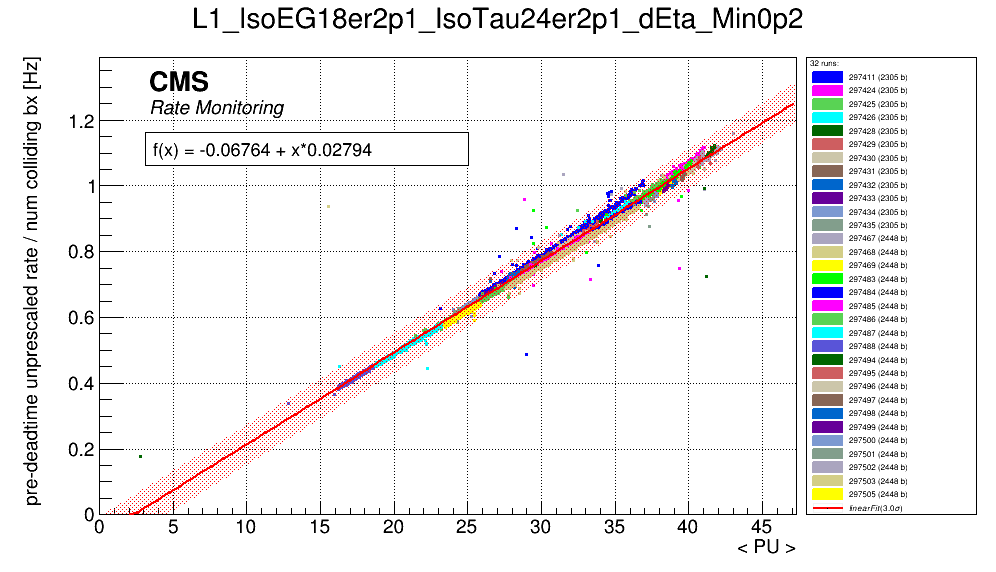 L1_IsoEG18er2p1_IsoTau24er2p1_dEta_Min0p2
pre-deadtime unprescaled rate / num colliding bx [Hz]
CMS
Rate Monitoring
f(x) = -0.06764 + x*0.02794
1.2
1
0.8
0.6
0.4
0.2
0
0 5 10 15 20 25 30 35 40 45
< PU >
32 runs:
297411 (2305 b)
297424 (2305 b)
297425 (2305 b)
297426 (2305 b)
297428 (2305 b)
297429 (2305 b)
297430 (2305 b)
297431 (2305 b)
297432 (2305 b)
297433 (2305 b)
297434 (2305 b)
297435 (2305 b)
297467 (2448 b)
297468 (2448 b)
297469 (2448 b)
297483 (2448 b)
297484 (2448 b)
297485 (2448 b)
297486 (2448 b)
297487 (2448 b)
297488 (2448 b)
297494 (2448 b)
297495 (2448 b)
297496 (2448 b)
297497 (2448 b)
297498 (2448 b)
297499 (2448 b)
297500 (2448 b)
297501 (2448 b)
297502 (2448 b)
297503 (2448 b)
297505 (2448 b)
linearFit(3.0σ)